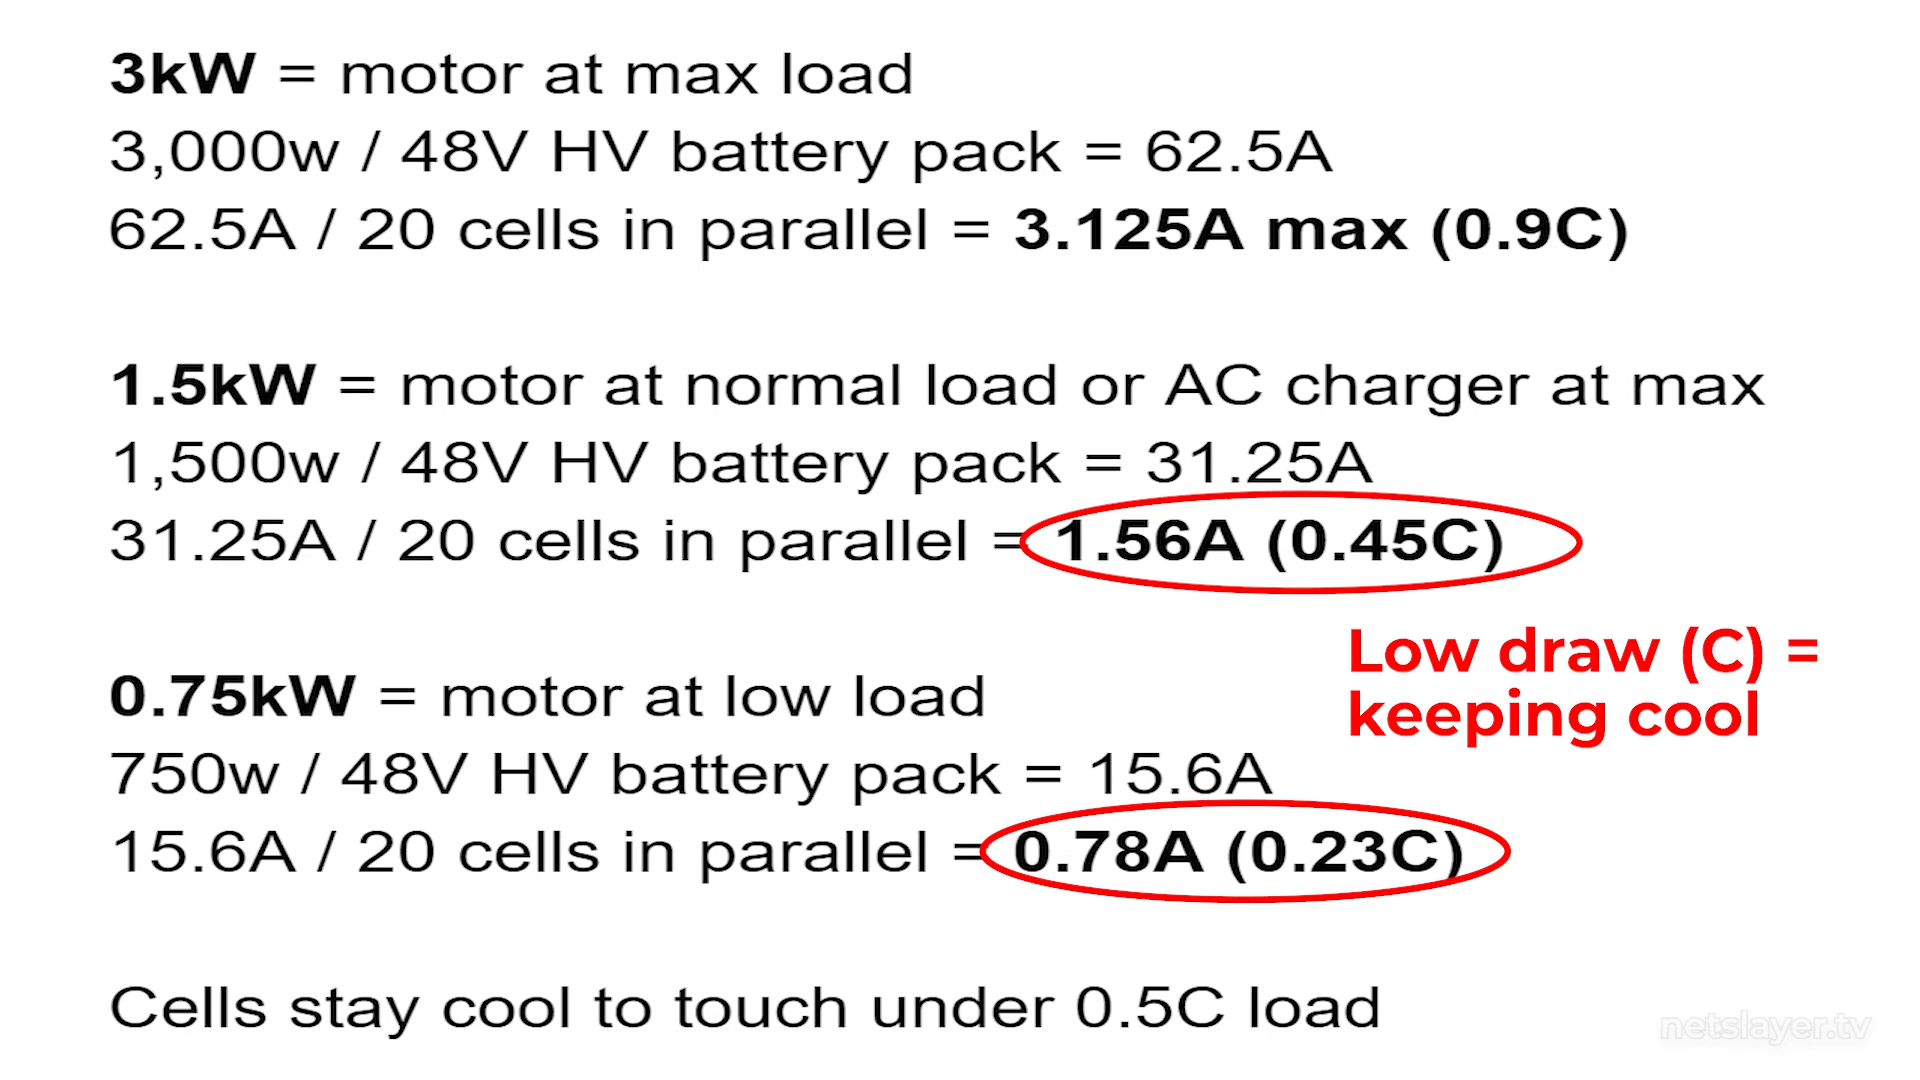 3kW = motor at max load
3,000w / 48V HV battery pack = 62.5A
62.5A / 20 cells in parallel = 3.125A max (0.9C)
1.5kW = motor at normal load or AC charger at max
1,500w / 48V HV battery pack = 31.25A
31.25A / 20 cells in parallel = 1.56A (0.45C)
Low draw (C) =
keeping cool
0.75kW = motor at low load
750w / 48V HV battery pack = 15.6A
15.6A / 20 cells in parallel = 0.78A (0.23C)
Cells stay cool to touch under 0.5C load
netslayer.tv